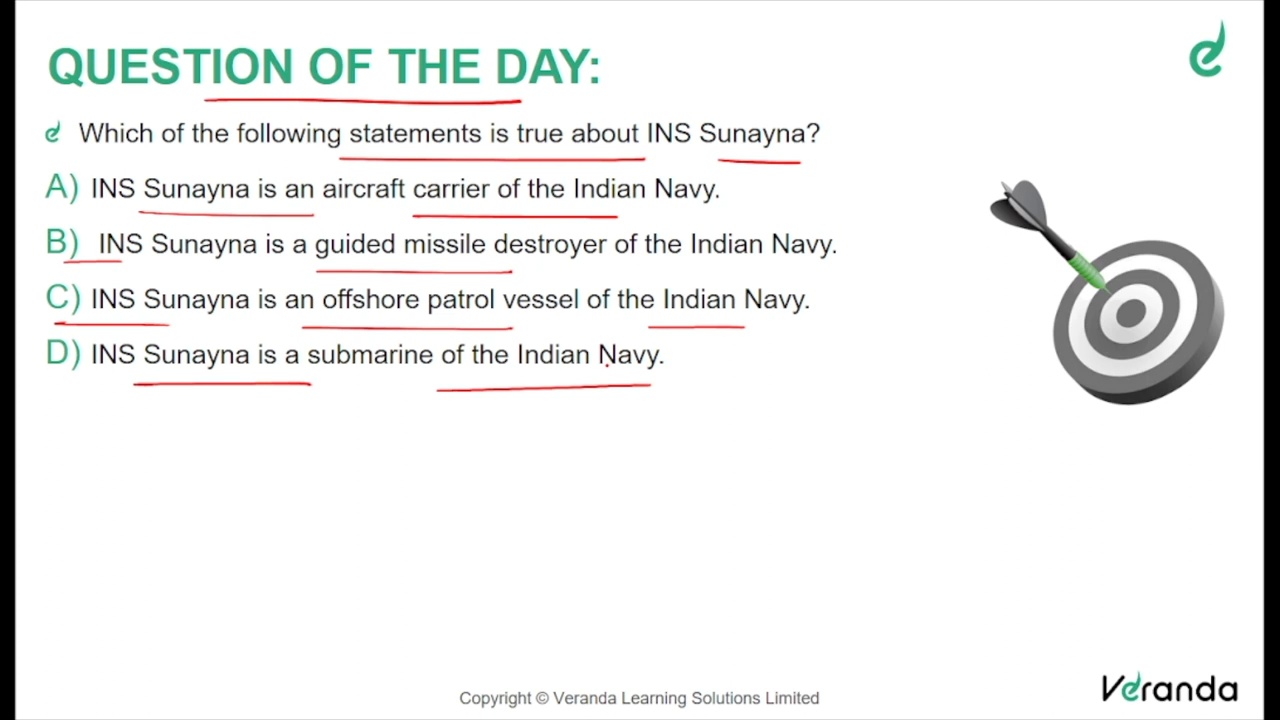 QUESTION OF THE DAY:
Which of the following statements is true about INS Sunayna?
A) INS Sunayna is an aircraft carrier of the Indian Navy.
B) INS Sunayna is a guided missile destroyer of the Indian Navy.
C) INS Sunayna is an offshore patrol vessel of the Indian Navy.
D) INS Sunayna is a submarine of the Indian Navy.
Copyright © Veranda Learning Solutions Limited
Veranda